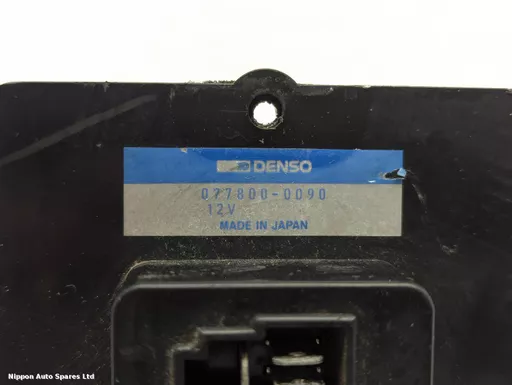 DENSO
077800-0090
12V
MADE IN JAPAN
Nippon Auto Spares Ltd